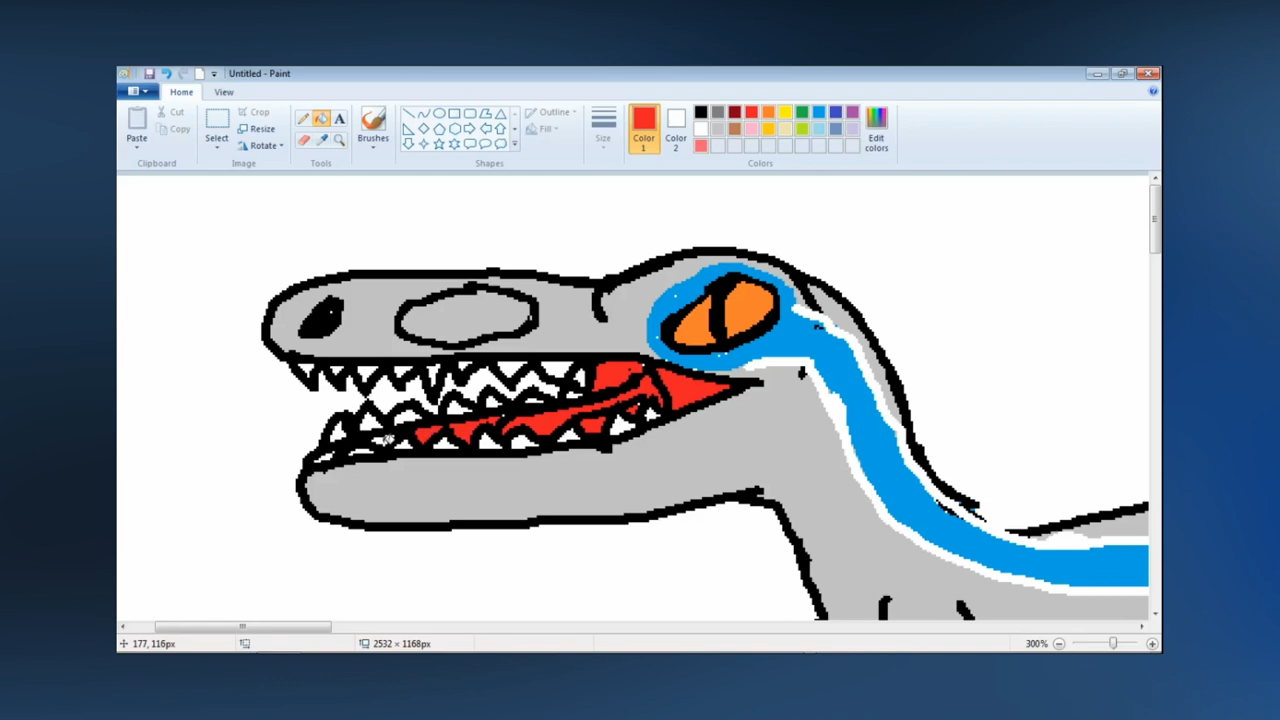 Untitled - Paint
Home View
Paste
Cut
Copy
Clipboard
Select
Crop
Resize
Rotate
Image
A
Tools
Brushes
Outline
Fill
Shapes
Size
Color 1
Color 2
Edit colors
Colors
177, 116px
2532 × 1168px
300%